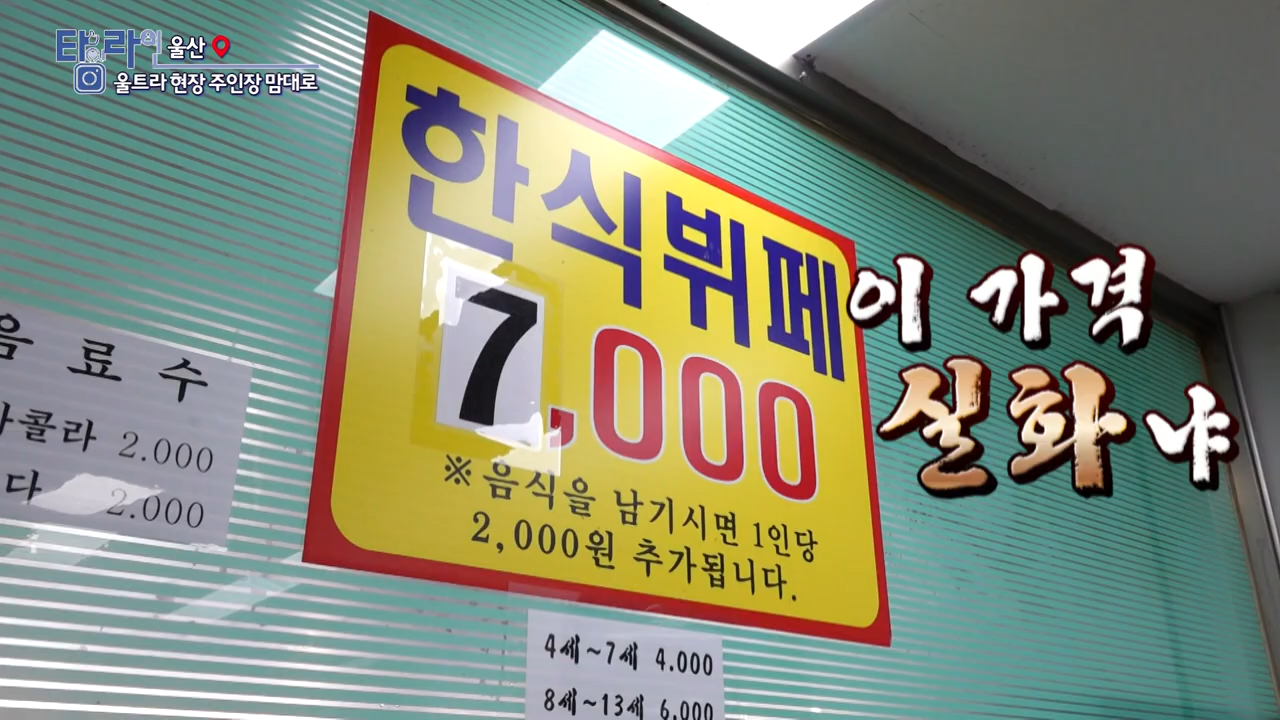 타라의 울산
울트라 현장 주인장 맘대로
한식뷔페
7,000
※음식을 남기시면 1인당
2,000원 추가됩니다.
이 가격
실화냐
음료수
콜라 2.000
다 2.000
4세~7세 4.000
8세~13세 6.000